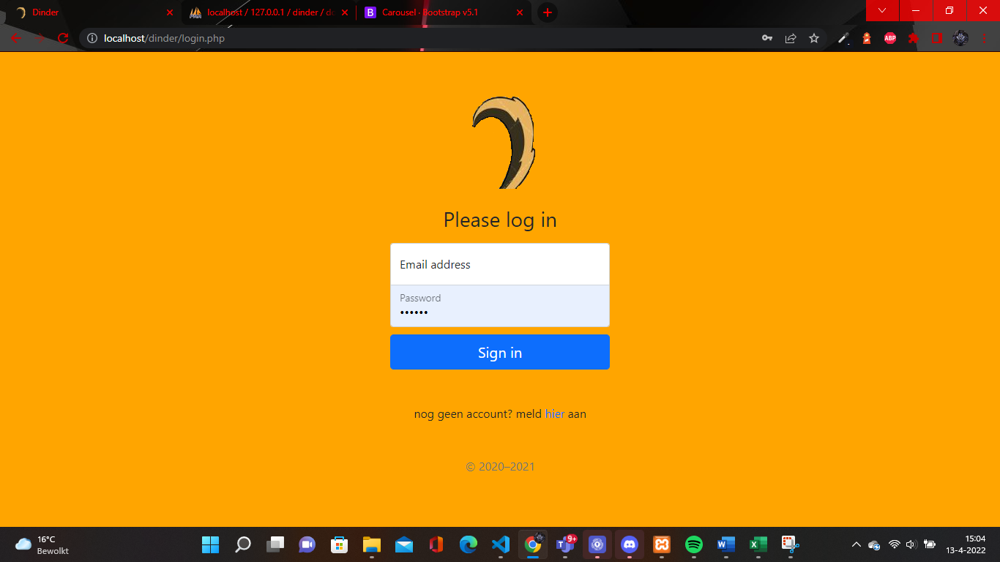 Dinder
localhost / 127.0.0.1 / dinder / de
Carousel · Bootstrap v5.1
localhost/dinder/login.php
ABP
Please log in
Email address
Password
••••••
Sign in
nog geen account? meld hier aan
© 2020–2021
16°C
Bewolkt
9+
15:04
13-4-2022